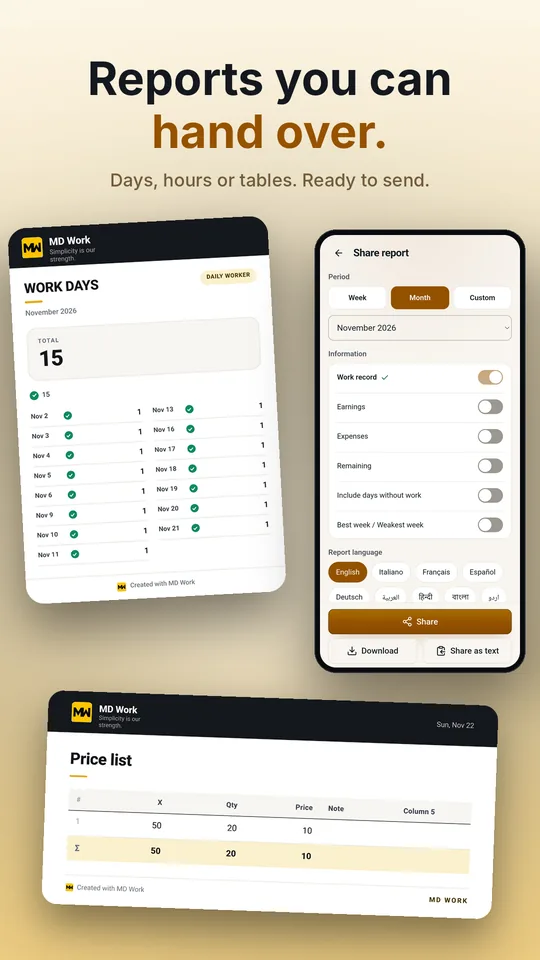 Reports you can
hand over.
Days, hours or tables. Ready to send.
MW
MD Work
Simplicity is our
strength.
WORK DAYS
DAILY WORKER
November 2026
TOTAL
15
15
Nov 2 1
Nov 3 1
Nov 4 1
Nov 5 1
Nov 6 1
Nov 9 1
Nov 10 1
Nov 11 1
Nov 13 1
Nov 16 1
Nov 17 1
Nov 18 1
Nov 19 1
Nov 20 1
Nov 21 1
MW Created with MD Work
Share report
Period
Week Month Custom
November 2026
Information
Work record
Earnings
Expenses
Remaining
Include days without work
Best week / Weakest week
Report language
English Italiano Français Español
Deutsch العربية हिन्दी বাংলা اردو
Share
Download Share as text
MW
MD Work
Simplicity is our
strength.
Sun, Nov 22
Price list
# X Qty Price Note Column 5
1 50 20 10
Σ 50 20 10
MW Created with MD Work
MD WORK